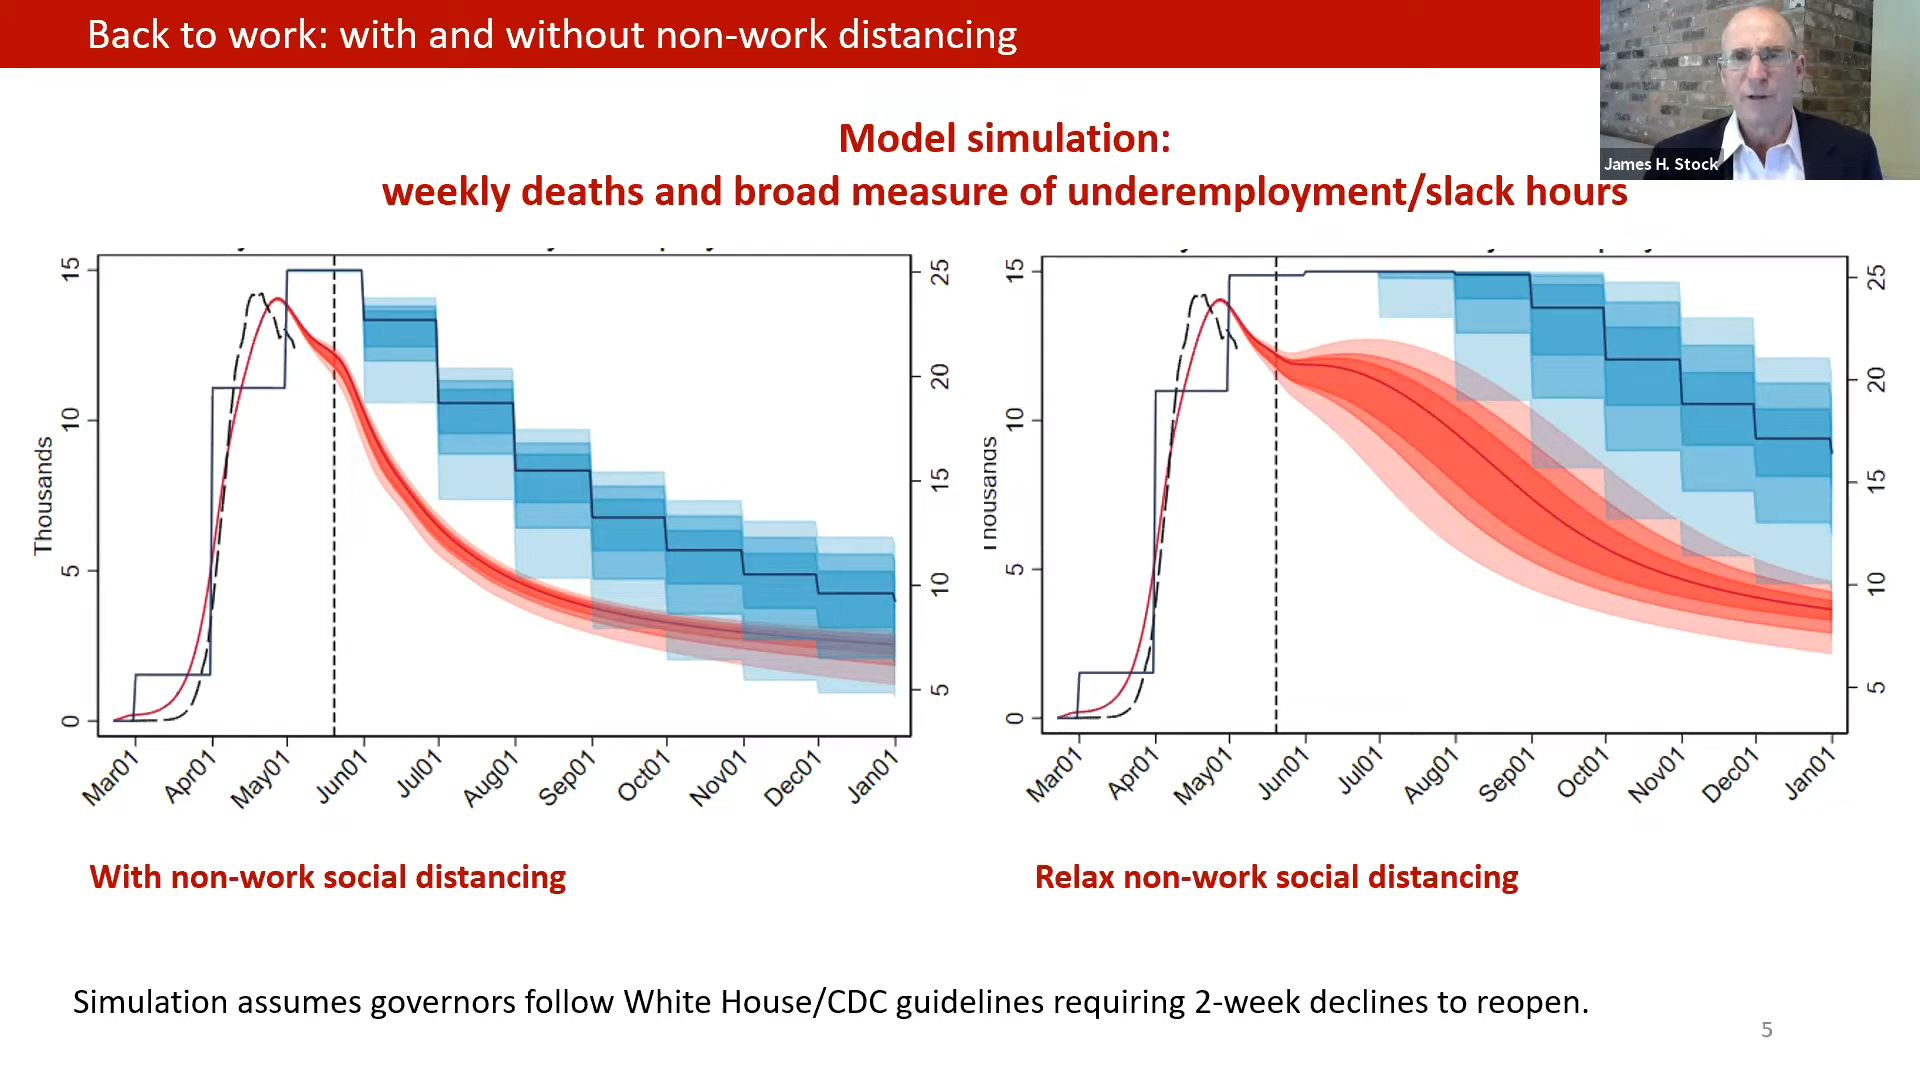 Back to work: with and without non-work distancing
James H. Stock
Model simulation:
weekly deaths and broad measure of underemployment/slack hours
15
10
5
0
Thousands
25
20
15
10
5
Mar01
Apr01
May01
Jun01
Jul01
Aug01
Sep01
Oct01
Nov01
Dec01
Jan01
15
10
5
0
Thousands
25
20
15
10
5
Mar01
Apr01
May01
Jun01
Jul01
Aug01
Sep01
Oct01
Nov01
Dec01
Jan01
With non-work social distancing
Relax non-work social distancing
Simulation assumes governors follow White House/CDC guidelines requiring 2-week declines to reopen.
5